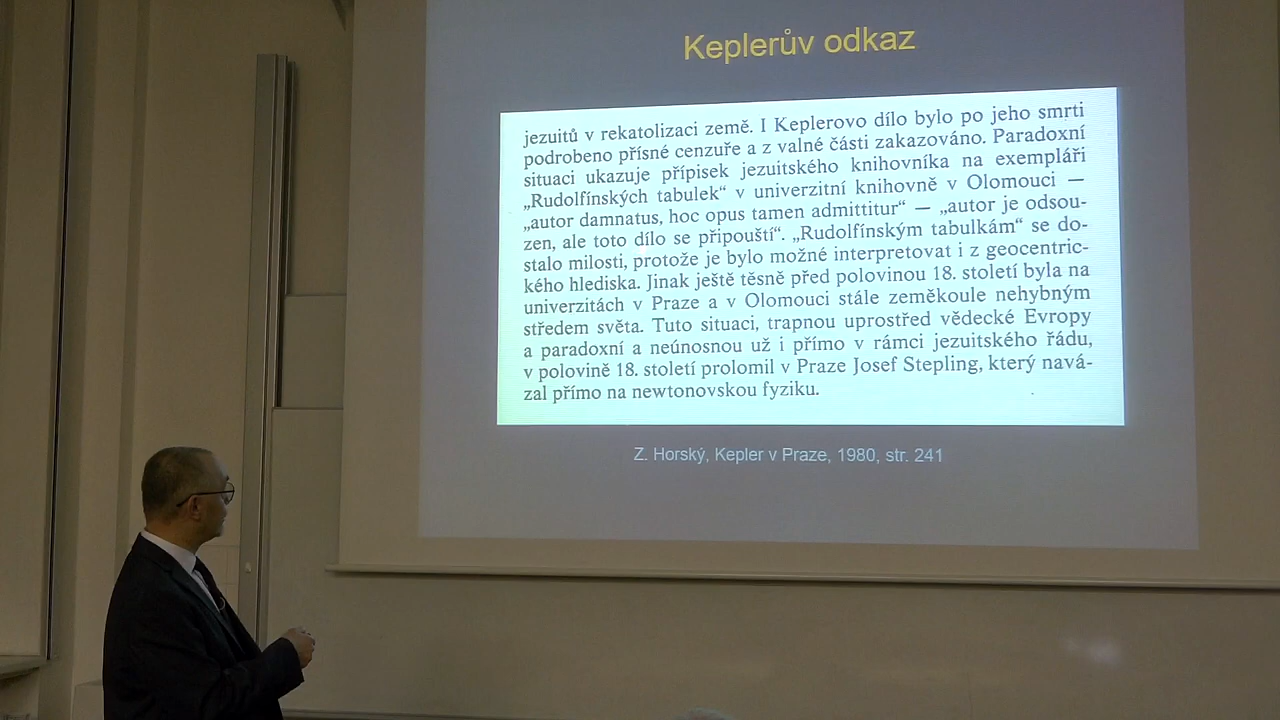 Keplerův odkaz
jezuitů v rekatolizaci země. I Keplerovo dílo bylo po jeho smrti
podrobeno přísné cenzuře a z valné části zakazováno. Paradoxní
situaci ukazuje přípisek jezuitského knihovníka na exempláři
„Rudolfínských tabulek“ v univerzitní knihovně v Olomouci —
„autor damnatus, hoc opus tamen admittitur“ — „autor je odsou-
zen, ale toto dílo se připouští“. „Rudolfínským tabulkám“ se do-
stalo milosti, protože je bylo možné interpretovat i z geocentric-
kého hlediska. Jinak ještě těsně před polovinou 18. století byla na
univerzitách v Praze a v Olomouci stále zeměkoule nehybným
středem světa. Tuto situaci, trapnou uprostřed vědecké Evropy
a paradoxní a neúnosnou už i přímo v rámci jezuitského řádu,
v polovině 18. století prolomil v Praze Josef Stepling, který navá-
zal přímo na newtonovskou fyziku.
Z. Horský, Kepler v Praze, 1980, str. 241